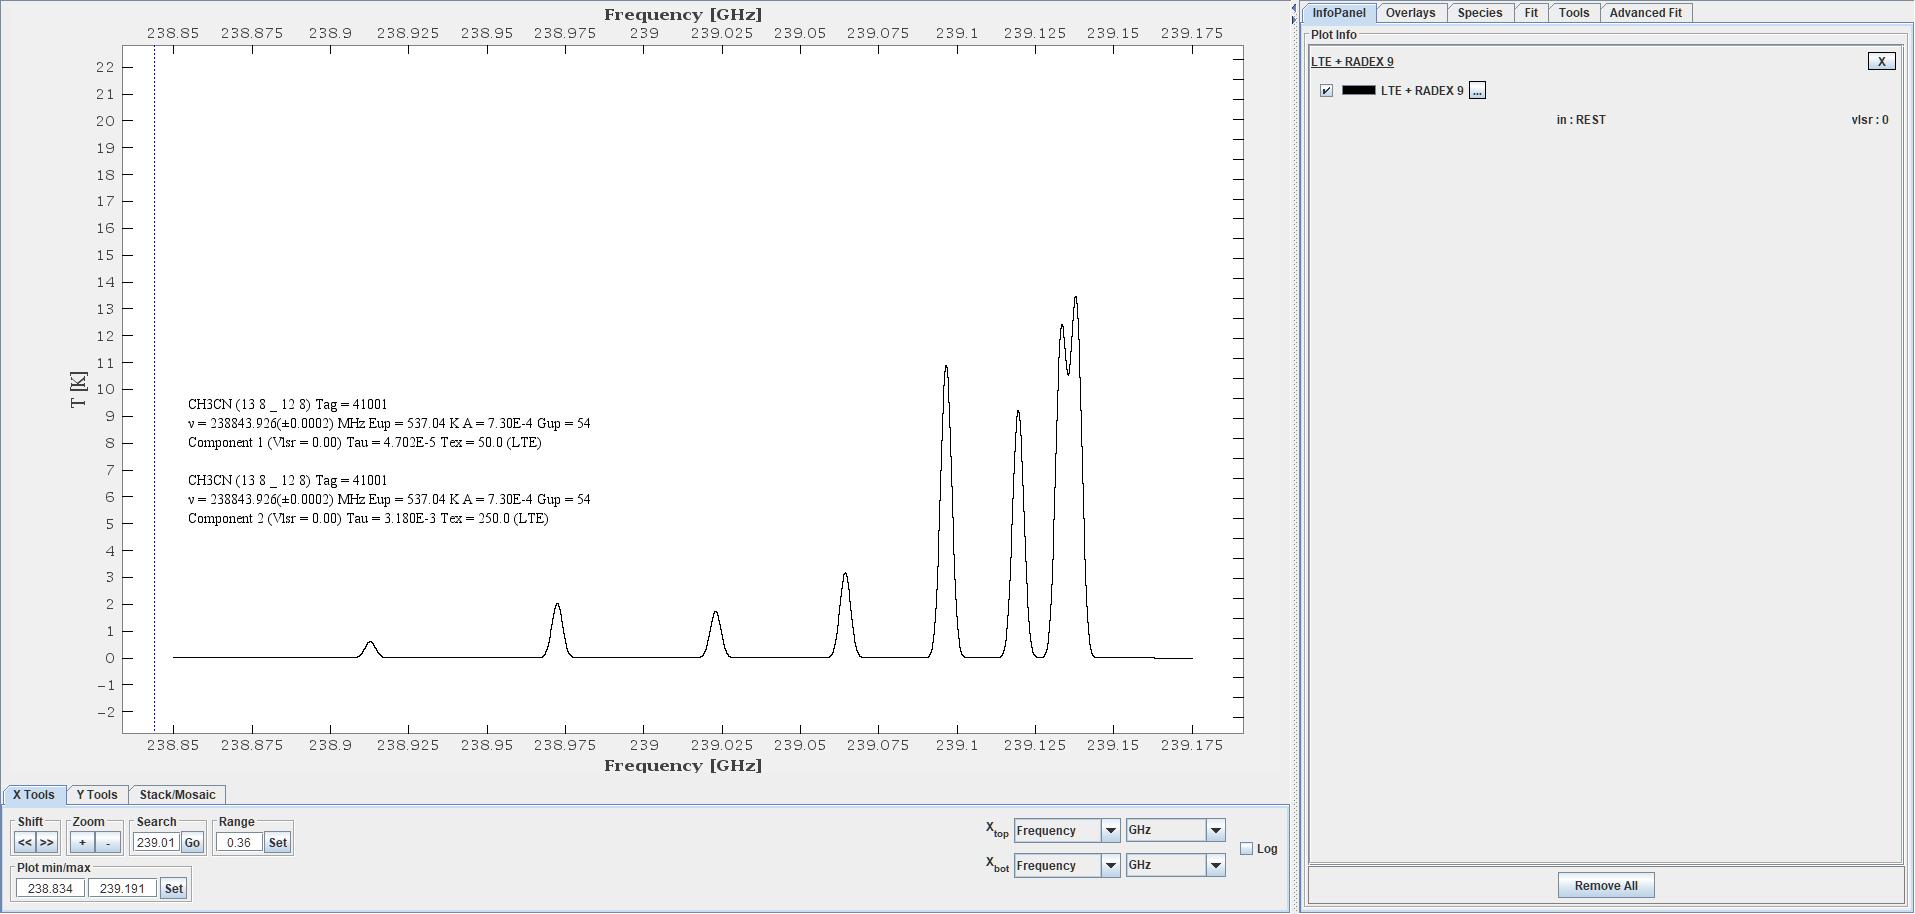 Frequency [GHz]
238.85 238.875 238.9 238.925 238.95 238.975 239 239.025 239.05 239.075 239.1 239.125 239.15 239.175
22
21
20
19
18
17
16
15
14
13
12
11
10
9
8
7
6
5
4
3
2
1
0
-1
-2
T [K]
CH3CN (13 8 _ 12 8) Tag = 41001
ν = 238843.926(±0.0002) MHz Eup = 537.04 K A = 7.30E-4 Gup = 54
Component 1 (Vlsr = 0.00) Tau = 4.702E-5 Tex = 50.0 (LTE)
CH3CN (13 8 _ 12 8) Tag = 41001
ν = 238843.926(±0.0002) MHz Eup = 537.04 K A = 7.30E-4 Gup = 54
Component 2 (Vlsr = 0.00) Tau = 3.180E-3 Tex = 250.0 (LTE)
238.85 238.875 238.9 238.925 238.95 238.975 239 239.025 239.05 239.075 239.1 239.125 239.15 239.175
Frequency [GHz]
X Tools Y Tools Stack/Mosaic
Shift Zoom Search Range
<< >> + - 239.01 Go 0.36 Set
Plot min/max
238.834 239.191 Set
Xtop Frequency GHz
Xbot Frequency GHz
Log
InfoPanel Overlays Species Fit Tools Advanced Fit
Plot Info
LTE + RADEX 9 X
LTE + RADEX 9 ...
in : REST vlsr : 0
Remove All